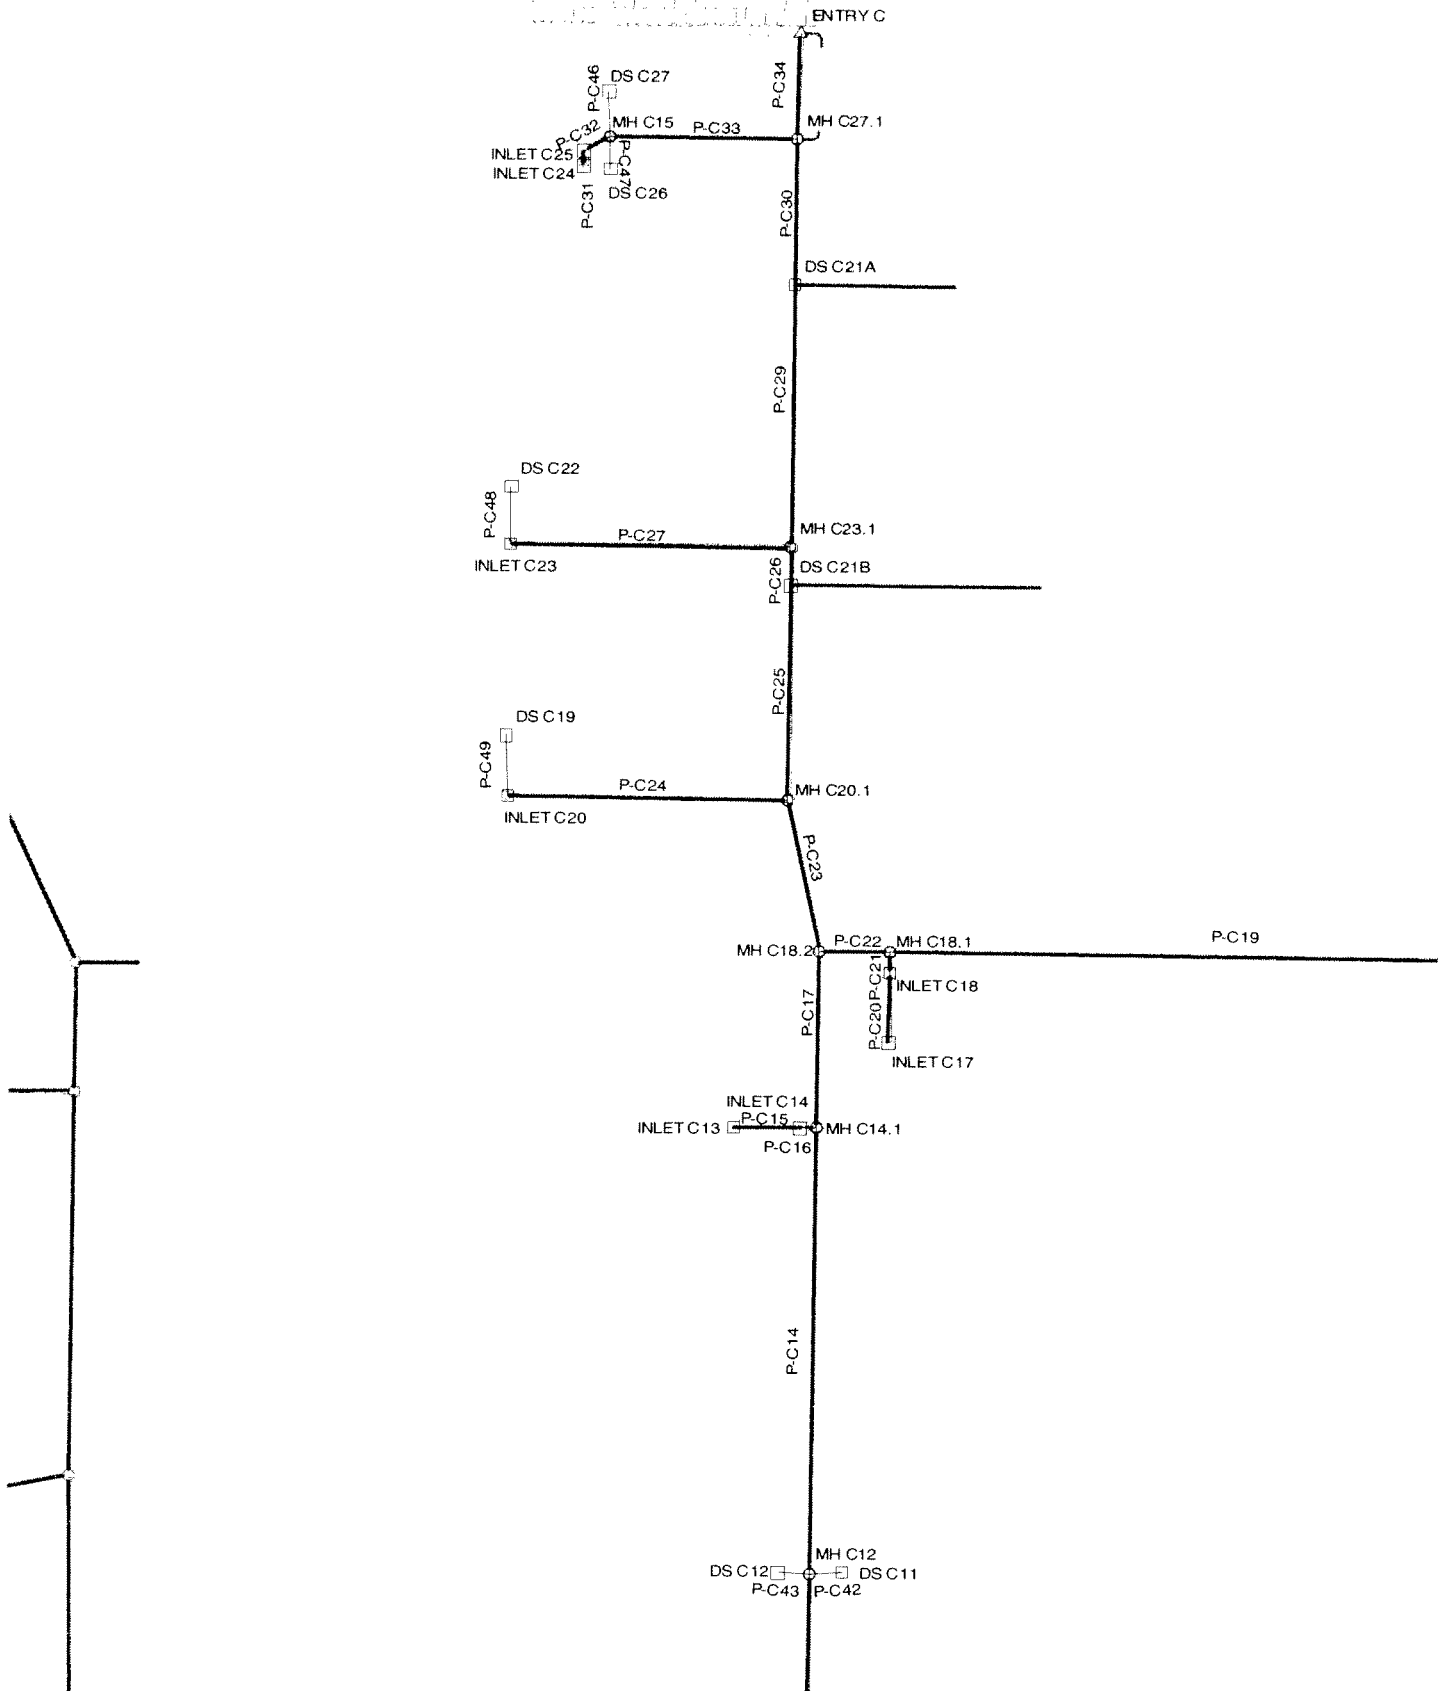 ENTRY C
P-C34
P-C46
DS C27
MH C15
P-C33
MH C27.1
P-C32
INLET C25
INLET C24
P-C47
DS C26
P-C31
P-C30
DS C21A
P-C29
DS C22
P-C48
P-C27
MH C23.1
INLET C23
P-C26
DS C21B
P-C25
DS C19
P-C49
P-C24
MH C20.1
INLET C20
P-C23
MH C18.2
P-C22
MH C18.1
P-C19
P-C21
INLET C18
P-C17
P-C20
INLET C17
INLET C14
P-C15
INLET C13
MH C14.1
P-C16
P-C14
MH C12
DS C12
DS C11
P-C43
P-C42